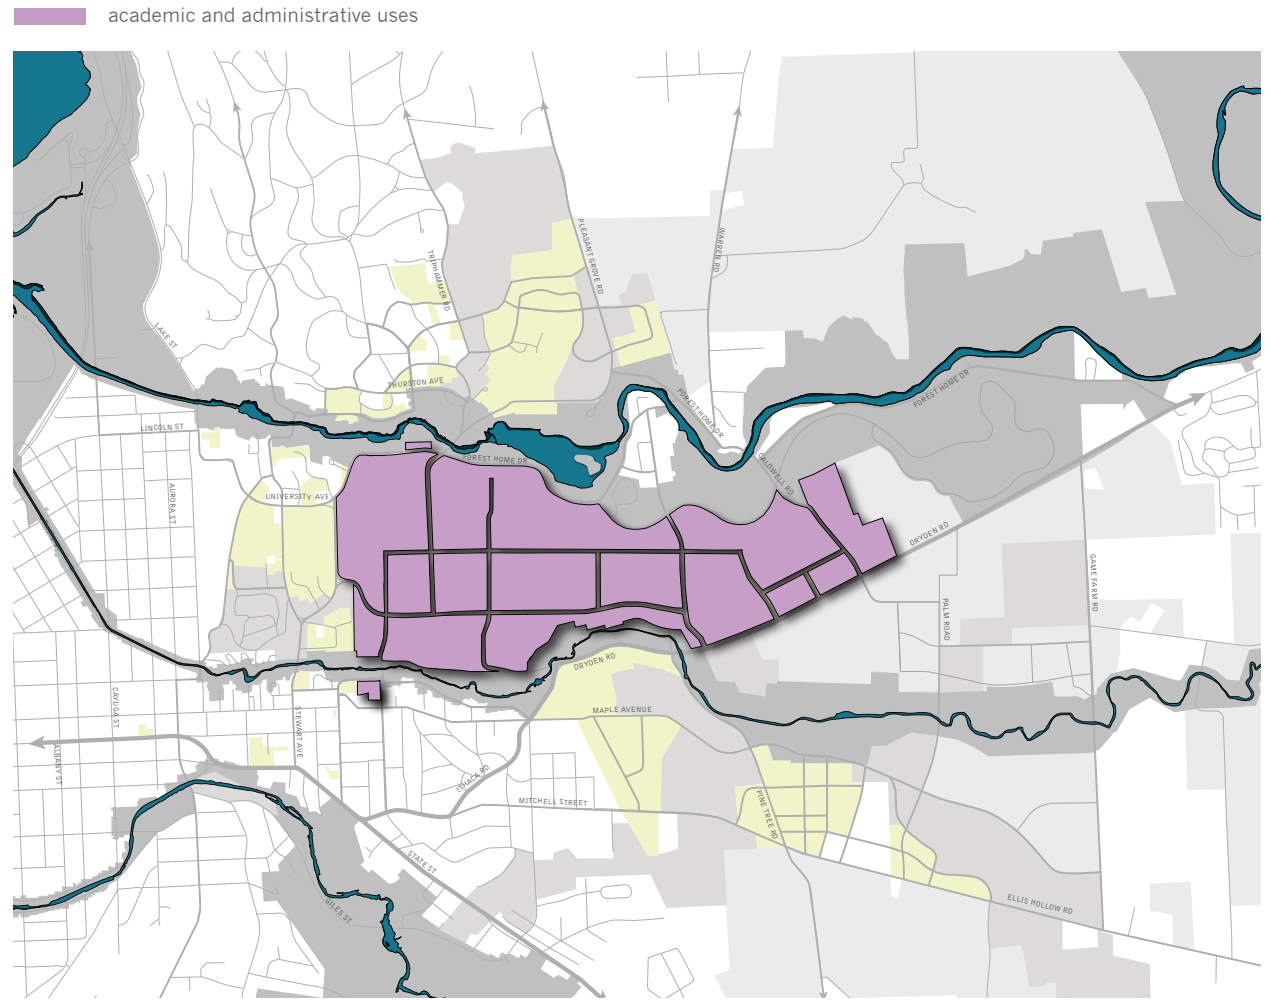 academic and administrative uses
PLEASANT GROVE RD
WARREN RD
TRIPHAMMER RD
LAKE ST
THURSTON AVE
FOREST HOME DR
FOREST HOME DR
LINCOLN ST
FOREST HOME DR
CALDWELL RD
UNIVERSITY AVE
AURORA ST
DRYDEN RD
GAME FARM RD
PALM ROAD
DRYDEN RD
CAYUGA ST
STEWART AVE
MAPLE AVENUE
ALBANY ST
ITHACA RD
MITCHELL STREET
PINE TREE RD
STATE ST
GILES ST
ELLIS HOLLOW RD